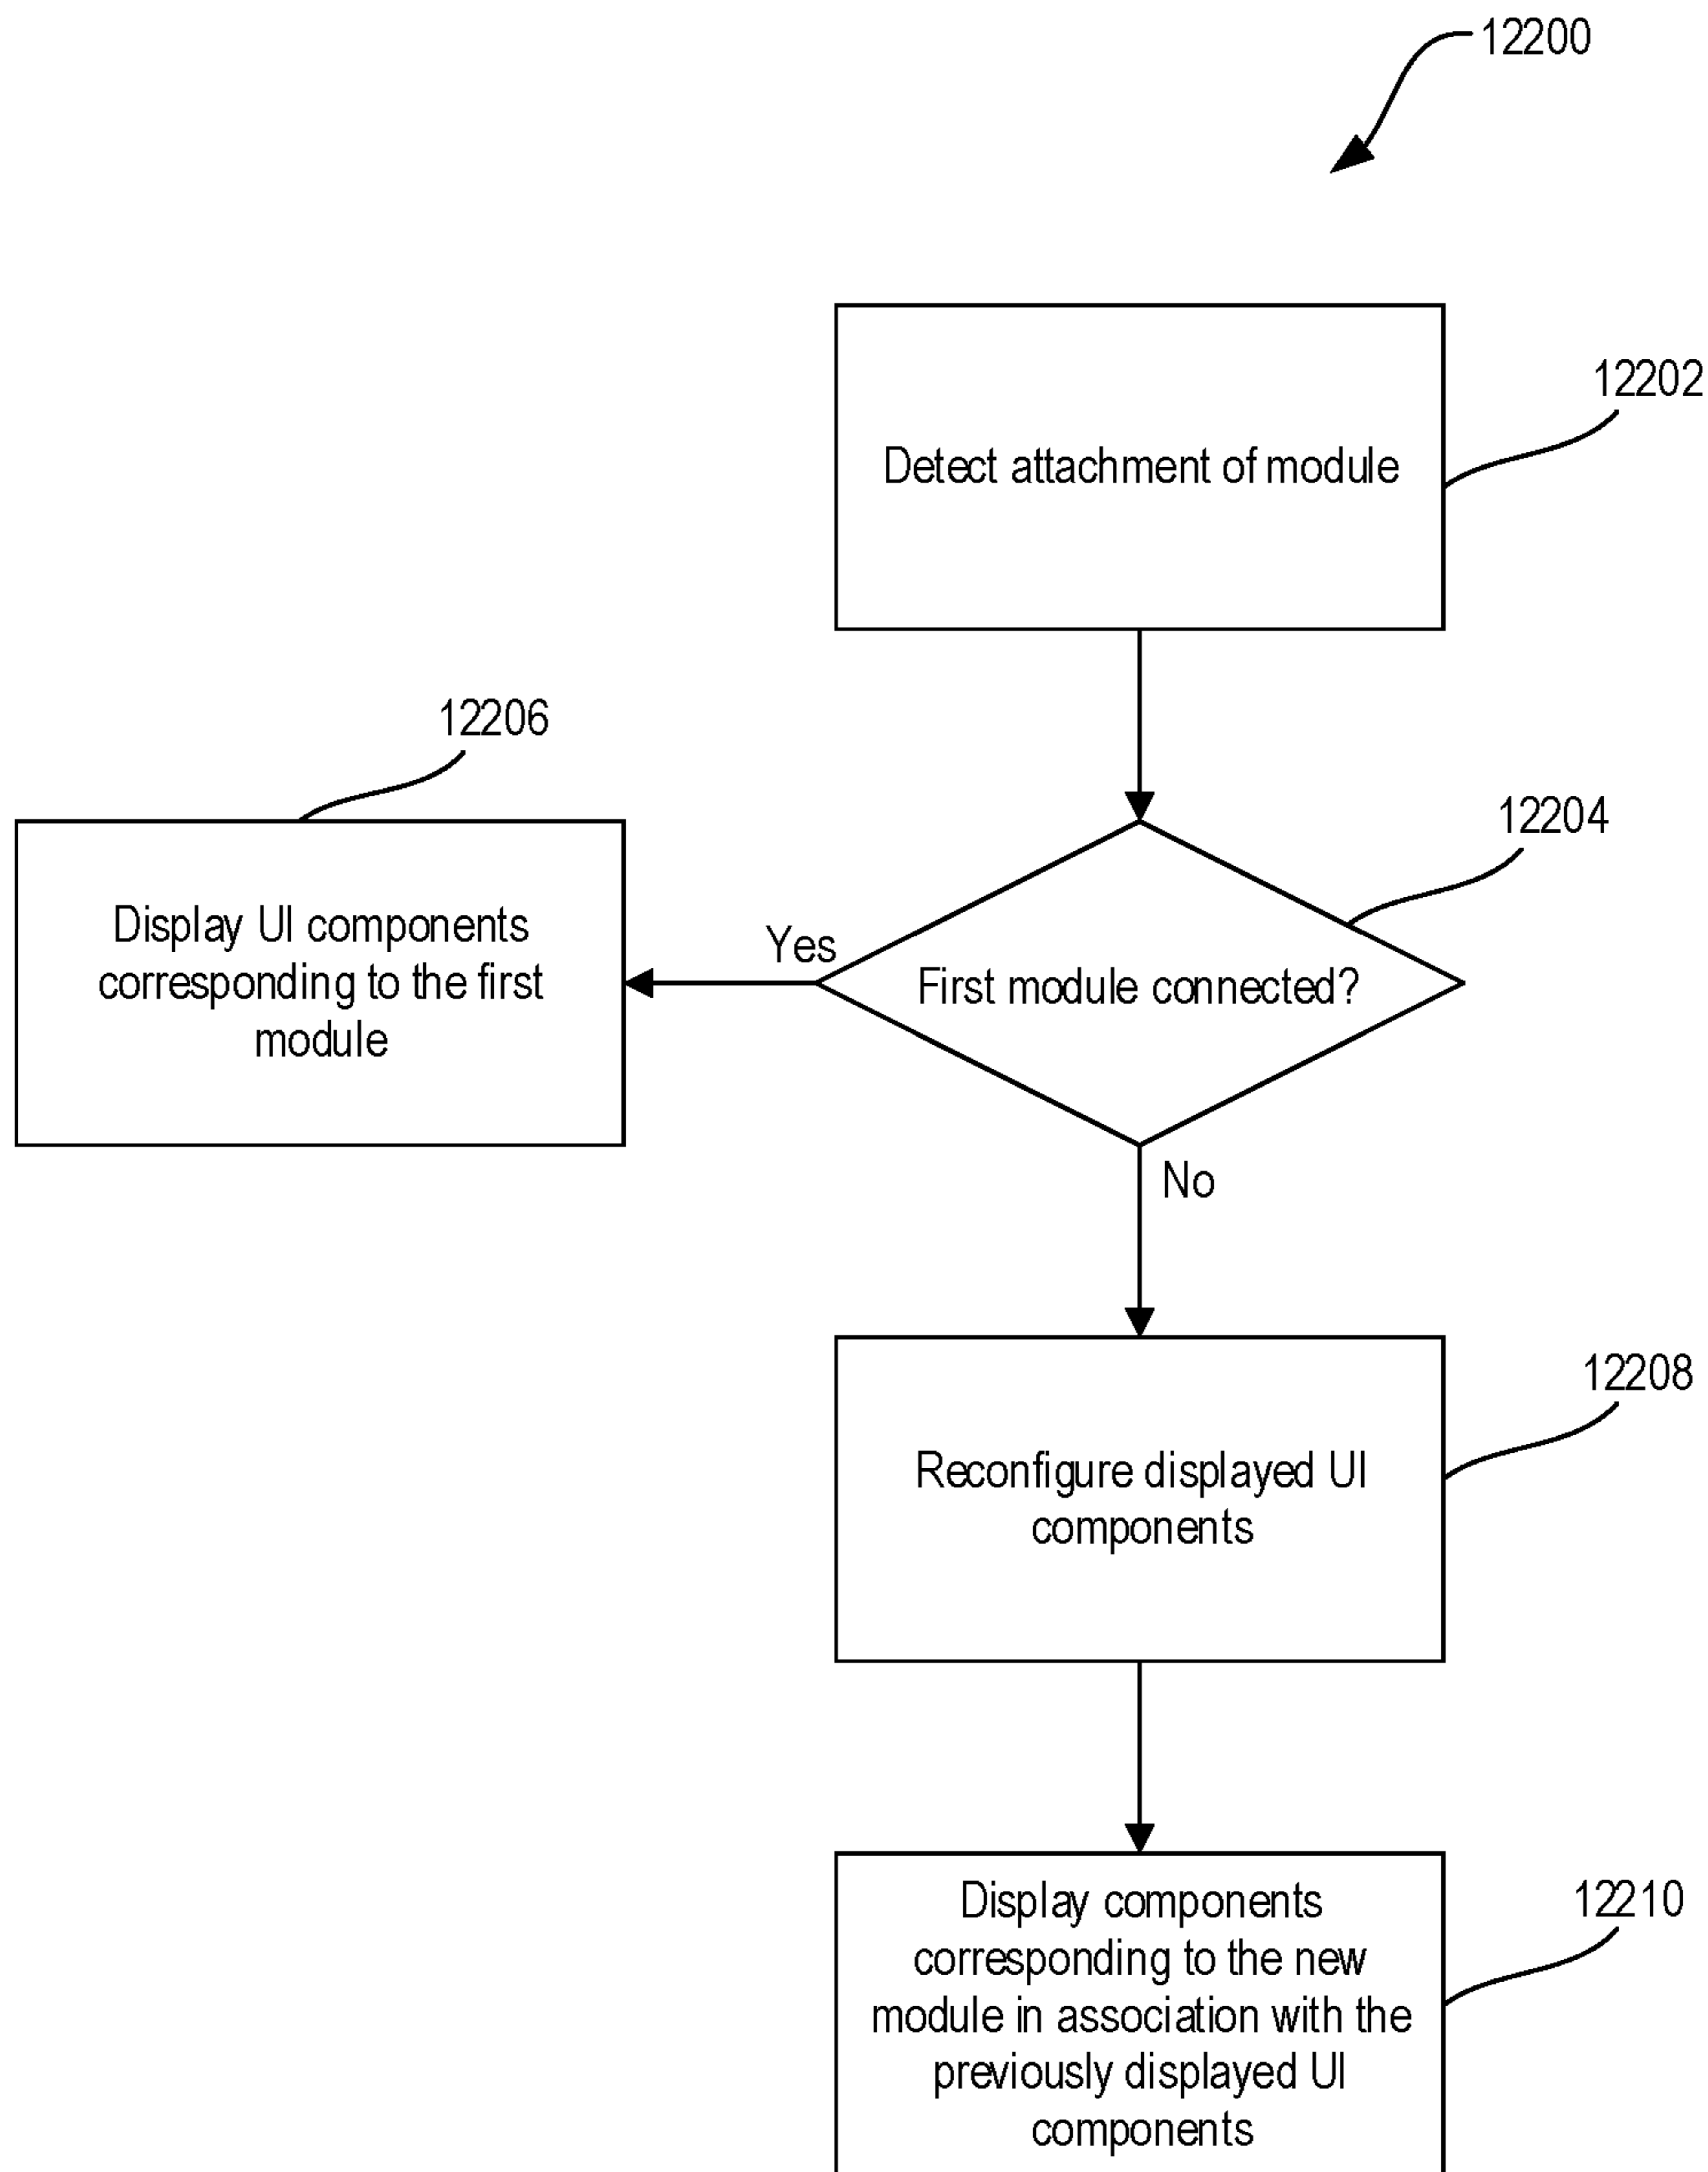 12200
12202
Detect attachment of module
12206
12204
Display UI components
corresponding to the first
module
Yes
First module connected?
No
12208
Reconfigure displayed UI
components
12210
Display components
corresponding to the new
module in association with the
previously displayed UI
components